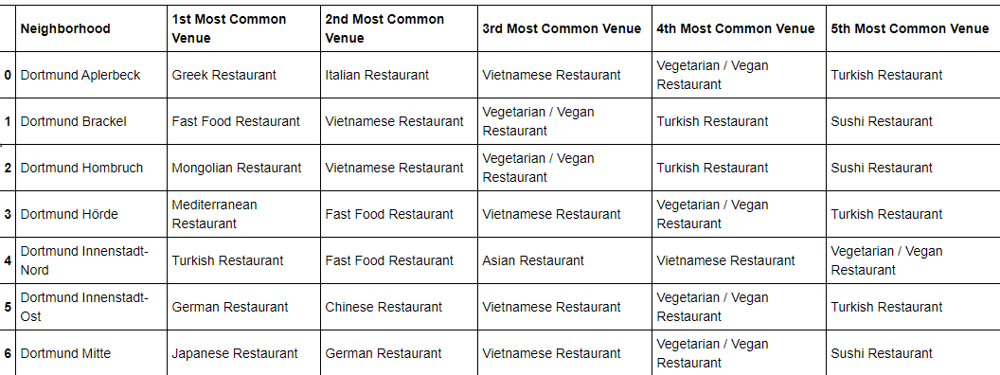 Neighborhood 1st Most Common Venue 2nd Most Common Venue 3rd Most Common Venue 4th Most Common Venue 5th Most Common Venue
0 Dortmund Aplerbeck Greek Restaurant Italian Restaurant Vietnamese Restaurant Vegetarian / Vegan Restaurant Turkish Restaurant
1 Dortmund Brackel Fast Food Restaurant Vietnamese Restaurant Vegetarian / Vegan Restaurant Turkish Restaurant Sushi Restaurant
2 Dortmund Hombruch Mongolian Restaurant Vietnamese Restaurant Vegetarian / Vegan Restaurant Turkish Restaurant Sushi Restaurant
3 Dortmund Hörde Mediterranean Restaurant Fast Food Restaurant Vietnamese Restaurant Vegetarian / Vegan Restaurant Turkish Restaurant
4 Dortmund Innenstadt-Nord Turkish Restaurant Fast Food Restaurant Asian Restaurant Vietnamese Restaurant Vegetarian / Vegan Restaurant
5 Dortmund Innenstadt-Ost German Restaurant Chinese Restaurant Vietnamese Restaurant Vegetarian / Vegan Restaurant Turkish Restaurant
6 Dortmund Mitte Japanese Restaurant German Restaurant Vietnamese Restaurant Vegetarian / Vegan Restaurant Sushi Restaurant